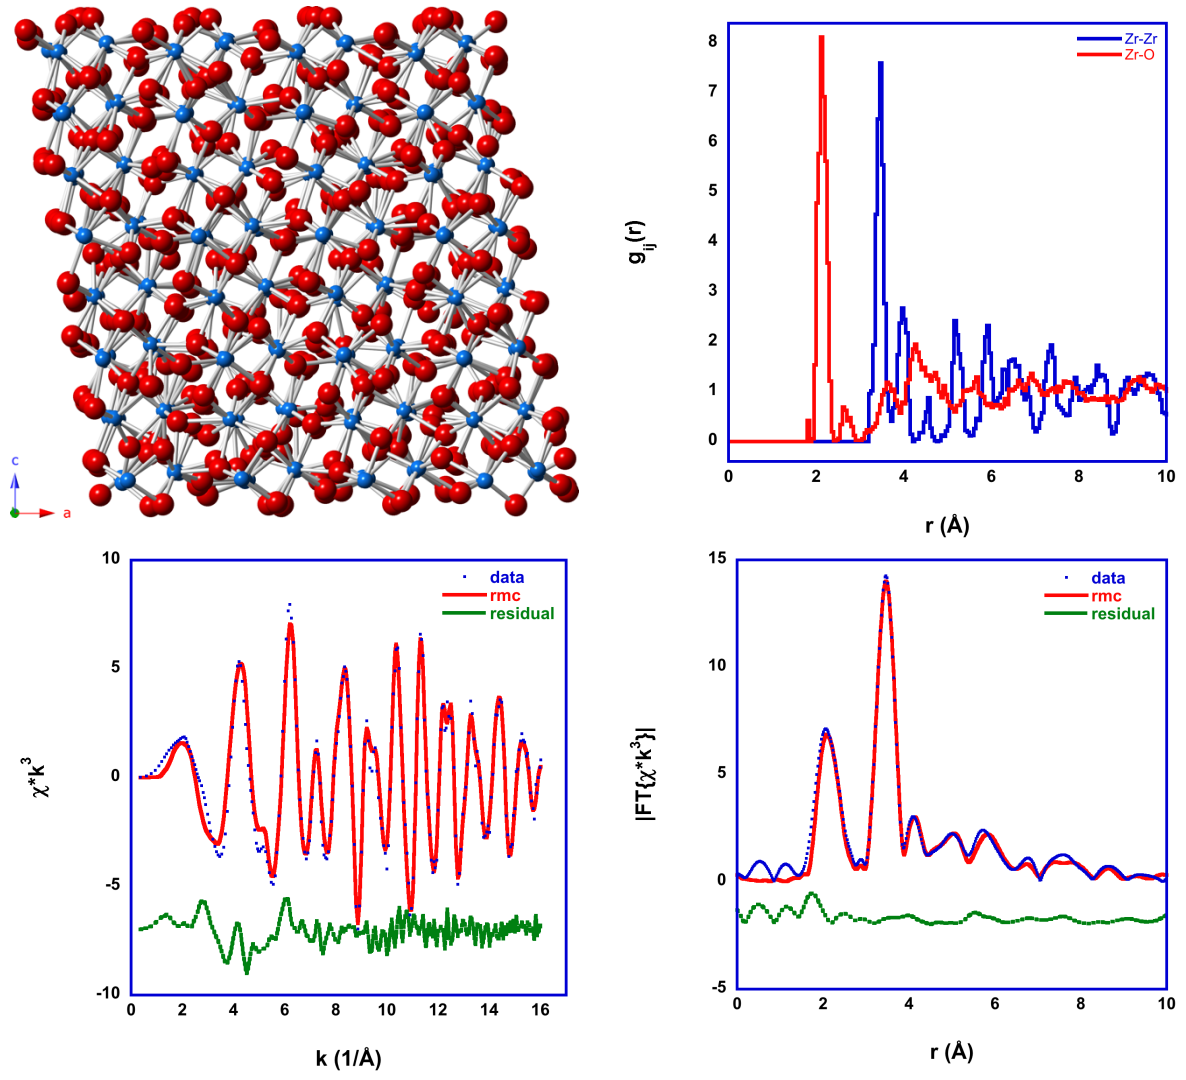 c
a
8
7
6
5
4
3
2
1
0
g_ij(r)
Zr-Zr
Zr-O
0 2 4 6 8 10
r (Å)
10
5
0
-5
-10
χ*k³
data
rmc
residual
0 2 4 6 8 10 12 14 16
k (1/Å)
15
10
5
0
-5
|FT{χ*k³}|
data
rmc
residual
0 2 4 6 8 10
r (Å)